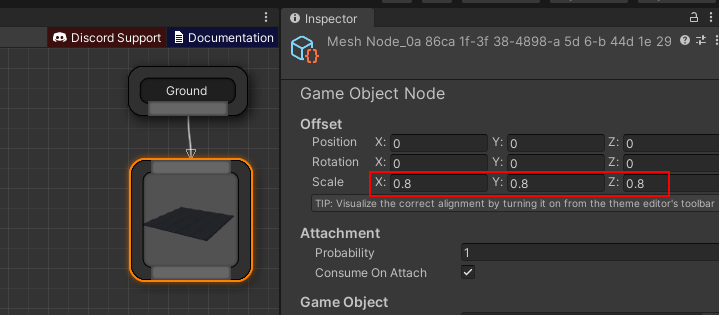 Inspector
Discord Support Documentation
Mesh Node_0a 86ca 1f-3f 38-4898-a 5d 6-b 44d 1e 29
Ground
Game Object Node
Offset
Position X: 0 Y: 0 Z: 0
Rotation X: 0 Y: 0 Z: 0
Scale X: 0.8 Y: 0.8 Z: 0.8
TIP: Visualize the correct alignment by turning it on from the theme editor's toolbar
Attachment
Probability 1
Consume On Attach
Game Object